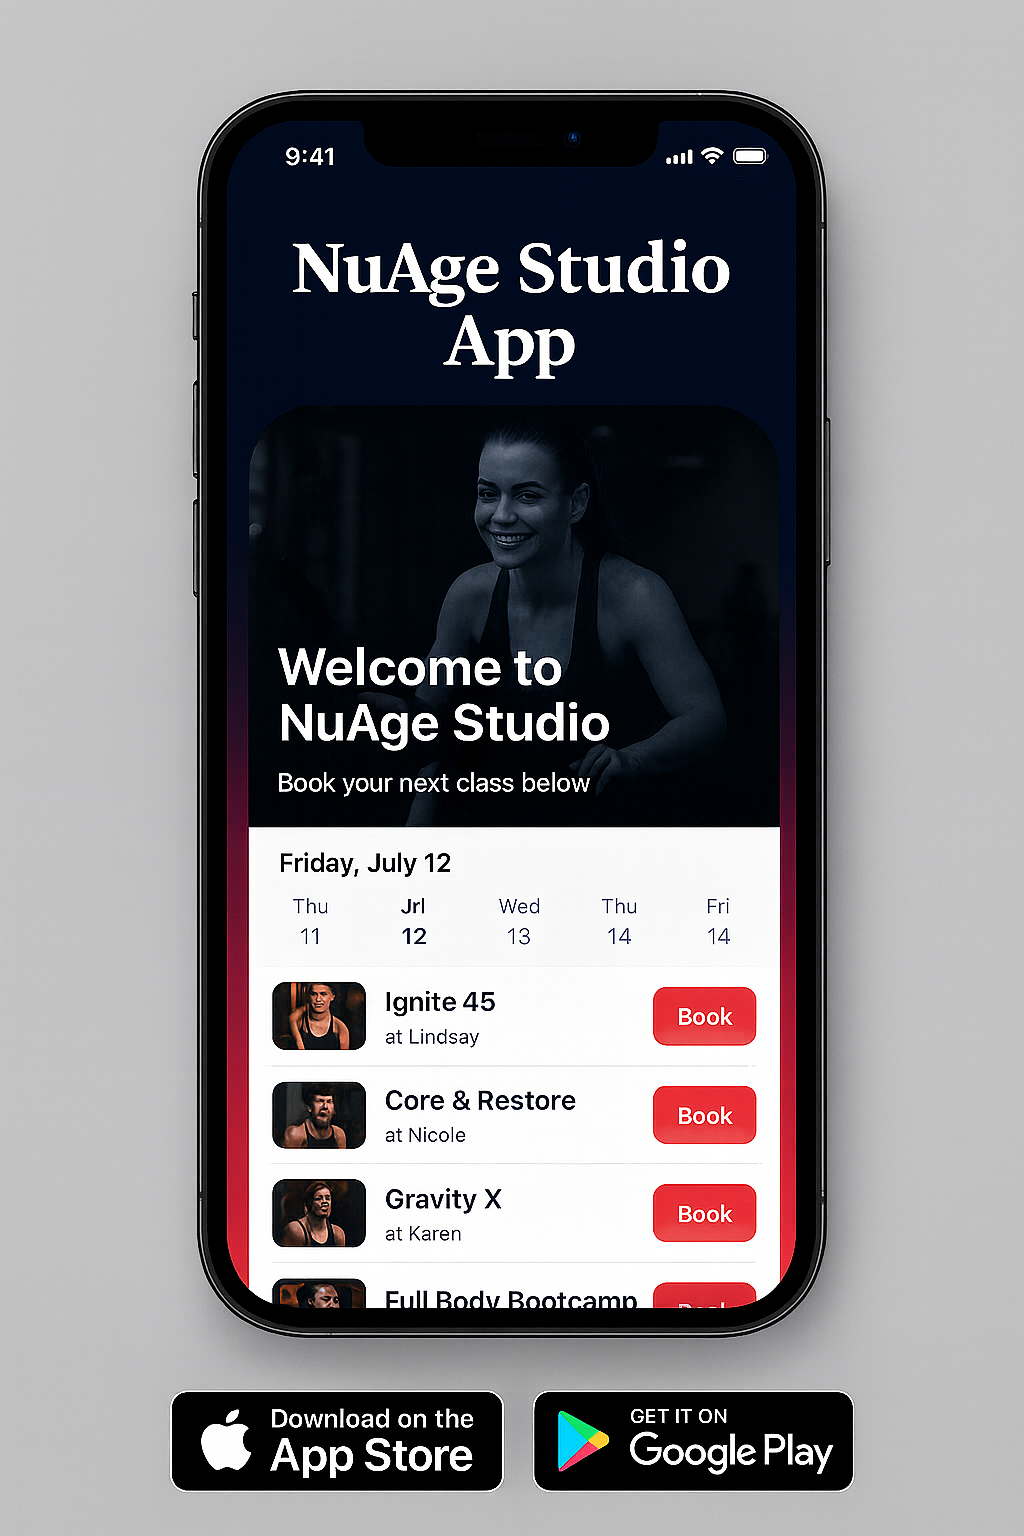 9:41
NuAge Studio
App
Welcome to
NuAge Studio
Book your next class below
Friday, July 12
Thu Jrl Wed Thu Fri
11 12 13 14 14
Ignite 45
at Lindsay
Book
Core & Restore
at Nicole
Book
Gravity X
at Karen
Book
Full Body Bootcamp
Book
Download on the
App Store
GET IT ON
Google Play